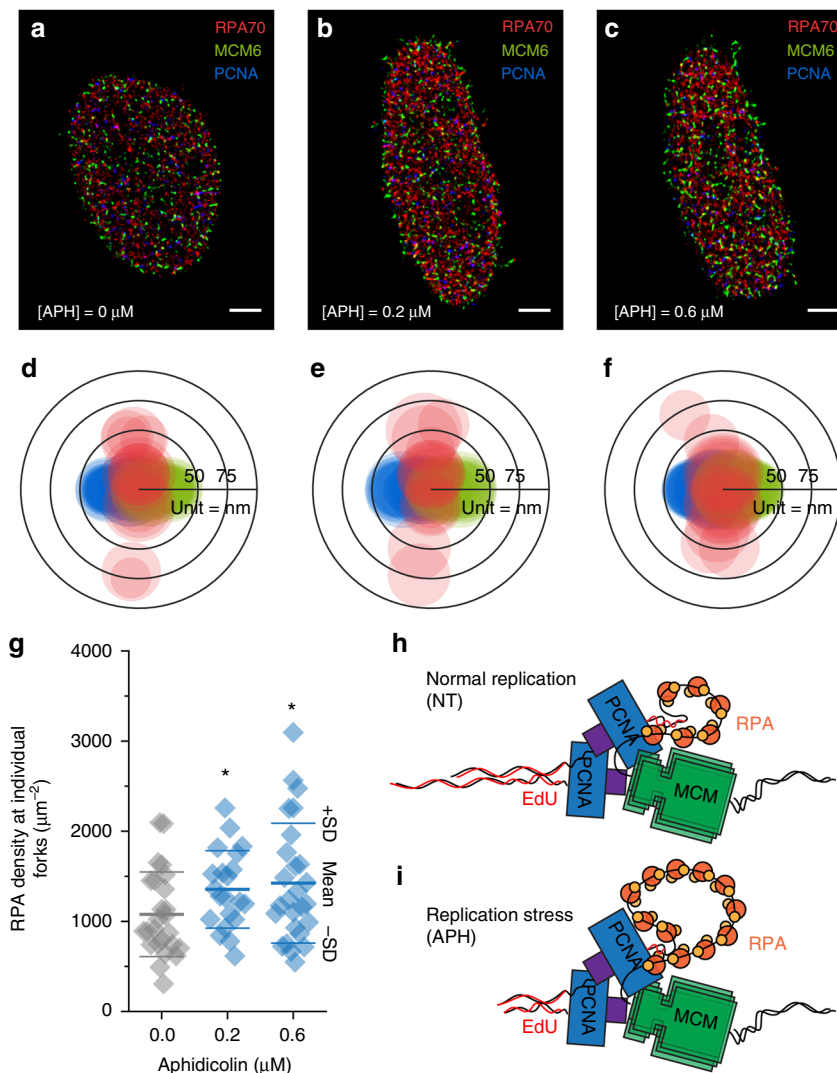 a
RPA70
MCM6
PCNA
[APH] = 0 μM
b
RPA70
MCM6
PCNA
[APH] = 0.2 μM
c
RPA70
MCM6
PCNA
[APH] = 0.6 μM
d
50 75
Unit = nm
e
50 75
Unit = nm
f
50 75
Unit = nm
g
4000
3000
2000
1000
0
RPA density at individual
forks (μm−2)
*
*
+SD
Mean
−SD
0.0 0.2 0.6
Aphidicolin (μM)
h
Normal replication
(NT)
PCNA
RPA
PCNA
MCM
EdU
i
Replication stress
(APH)
PCNA
RPA
PCNA
MCM
EdU